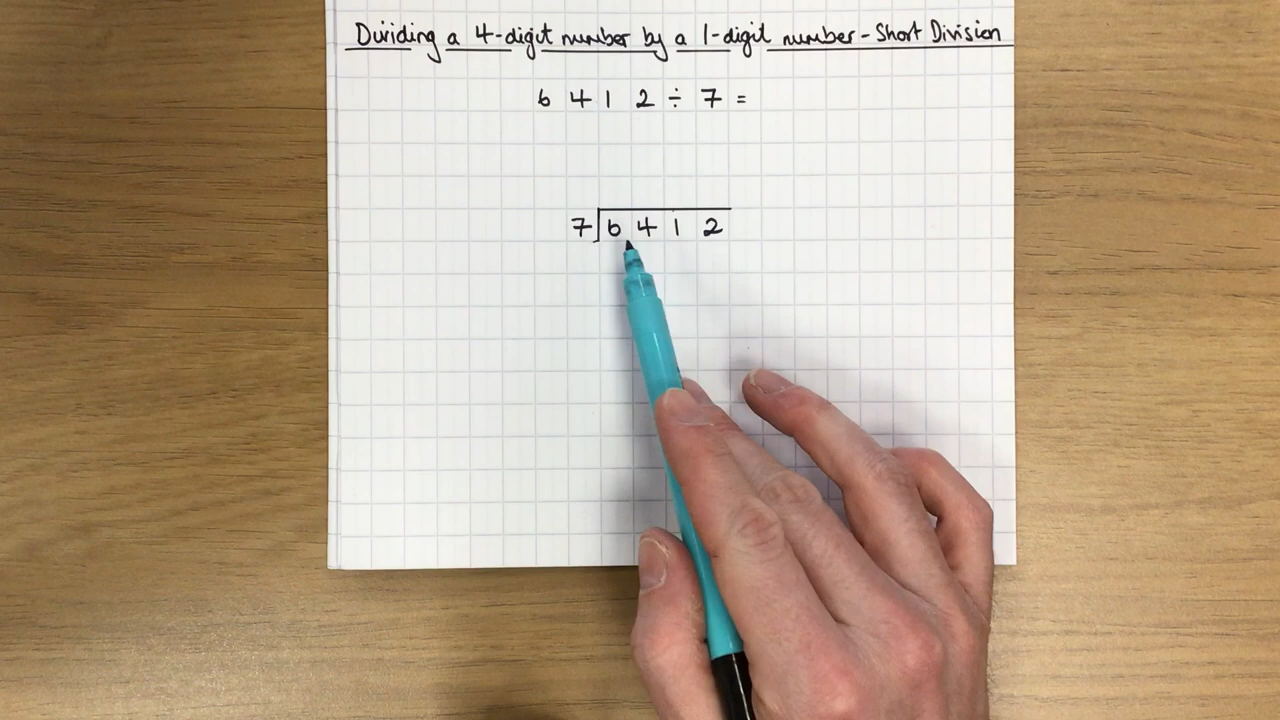 Dividing a 4-digit number by a 1-digit number - Short Division
6 4 1 2 ÷ 7 =
7 6 4 1 2